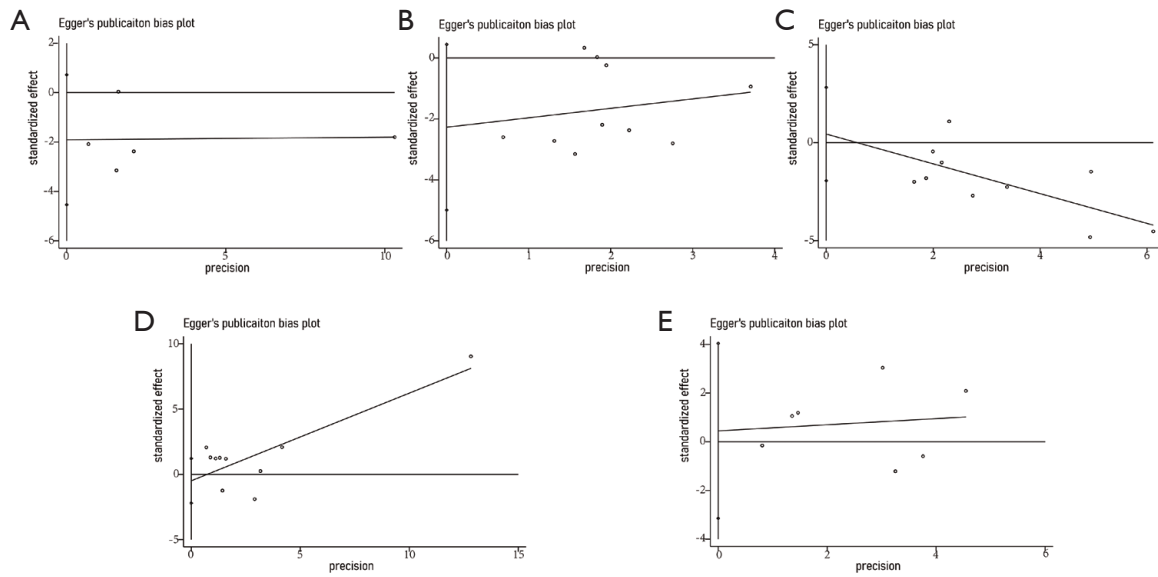 A
Egger's publicaiton bias plot
2
0
-2
-4
-6
standardized effect
0
5
10
precision
B
Egger's publicaiton bias plot
0
-2
-4
-6
standardized effect
0
1
2
3
4
precision
C
Egger's publicaiton bias plot
5
0
-5
standardized effect
0
2
4
6
precision
D
Egger's publicaiton bias plot
10
5
0
-5
standardized effect
0
5
10
15
precision
E
Egger's publicaiton bias plot
4
2
0
-2
-4
standardized effect
0
2
4
6
precision